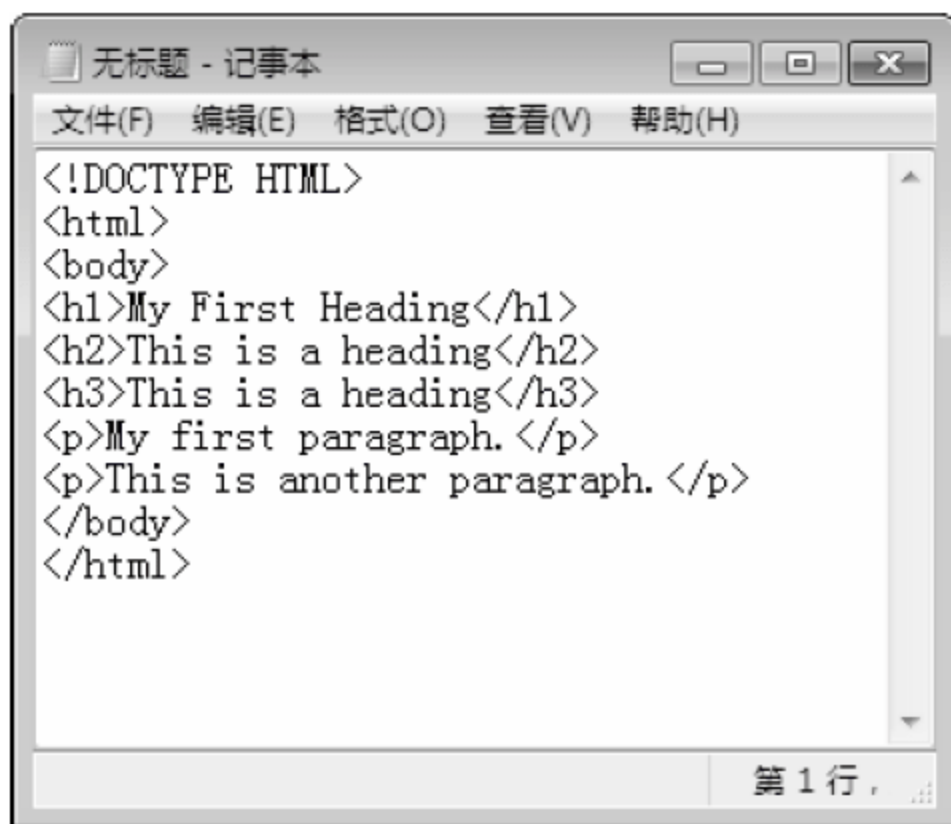 无标题 - 记事本
文件(F) 编辑(E) 格式(O) 查看(V) 帮助(H)
<!DOCTYPE HTML>
<html>
<body>
<h1>My First Heading</h1>
<h2>This is a heading</h2>
<h3>This is a heading</h3>
<p>My first paragraph.</p>
<p>This is another paragraph.</p>
</body>
</html>
第 1 行,